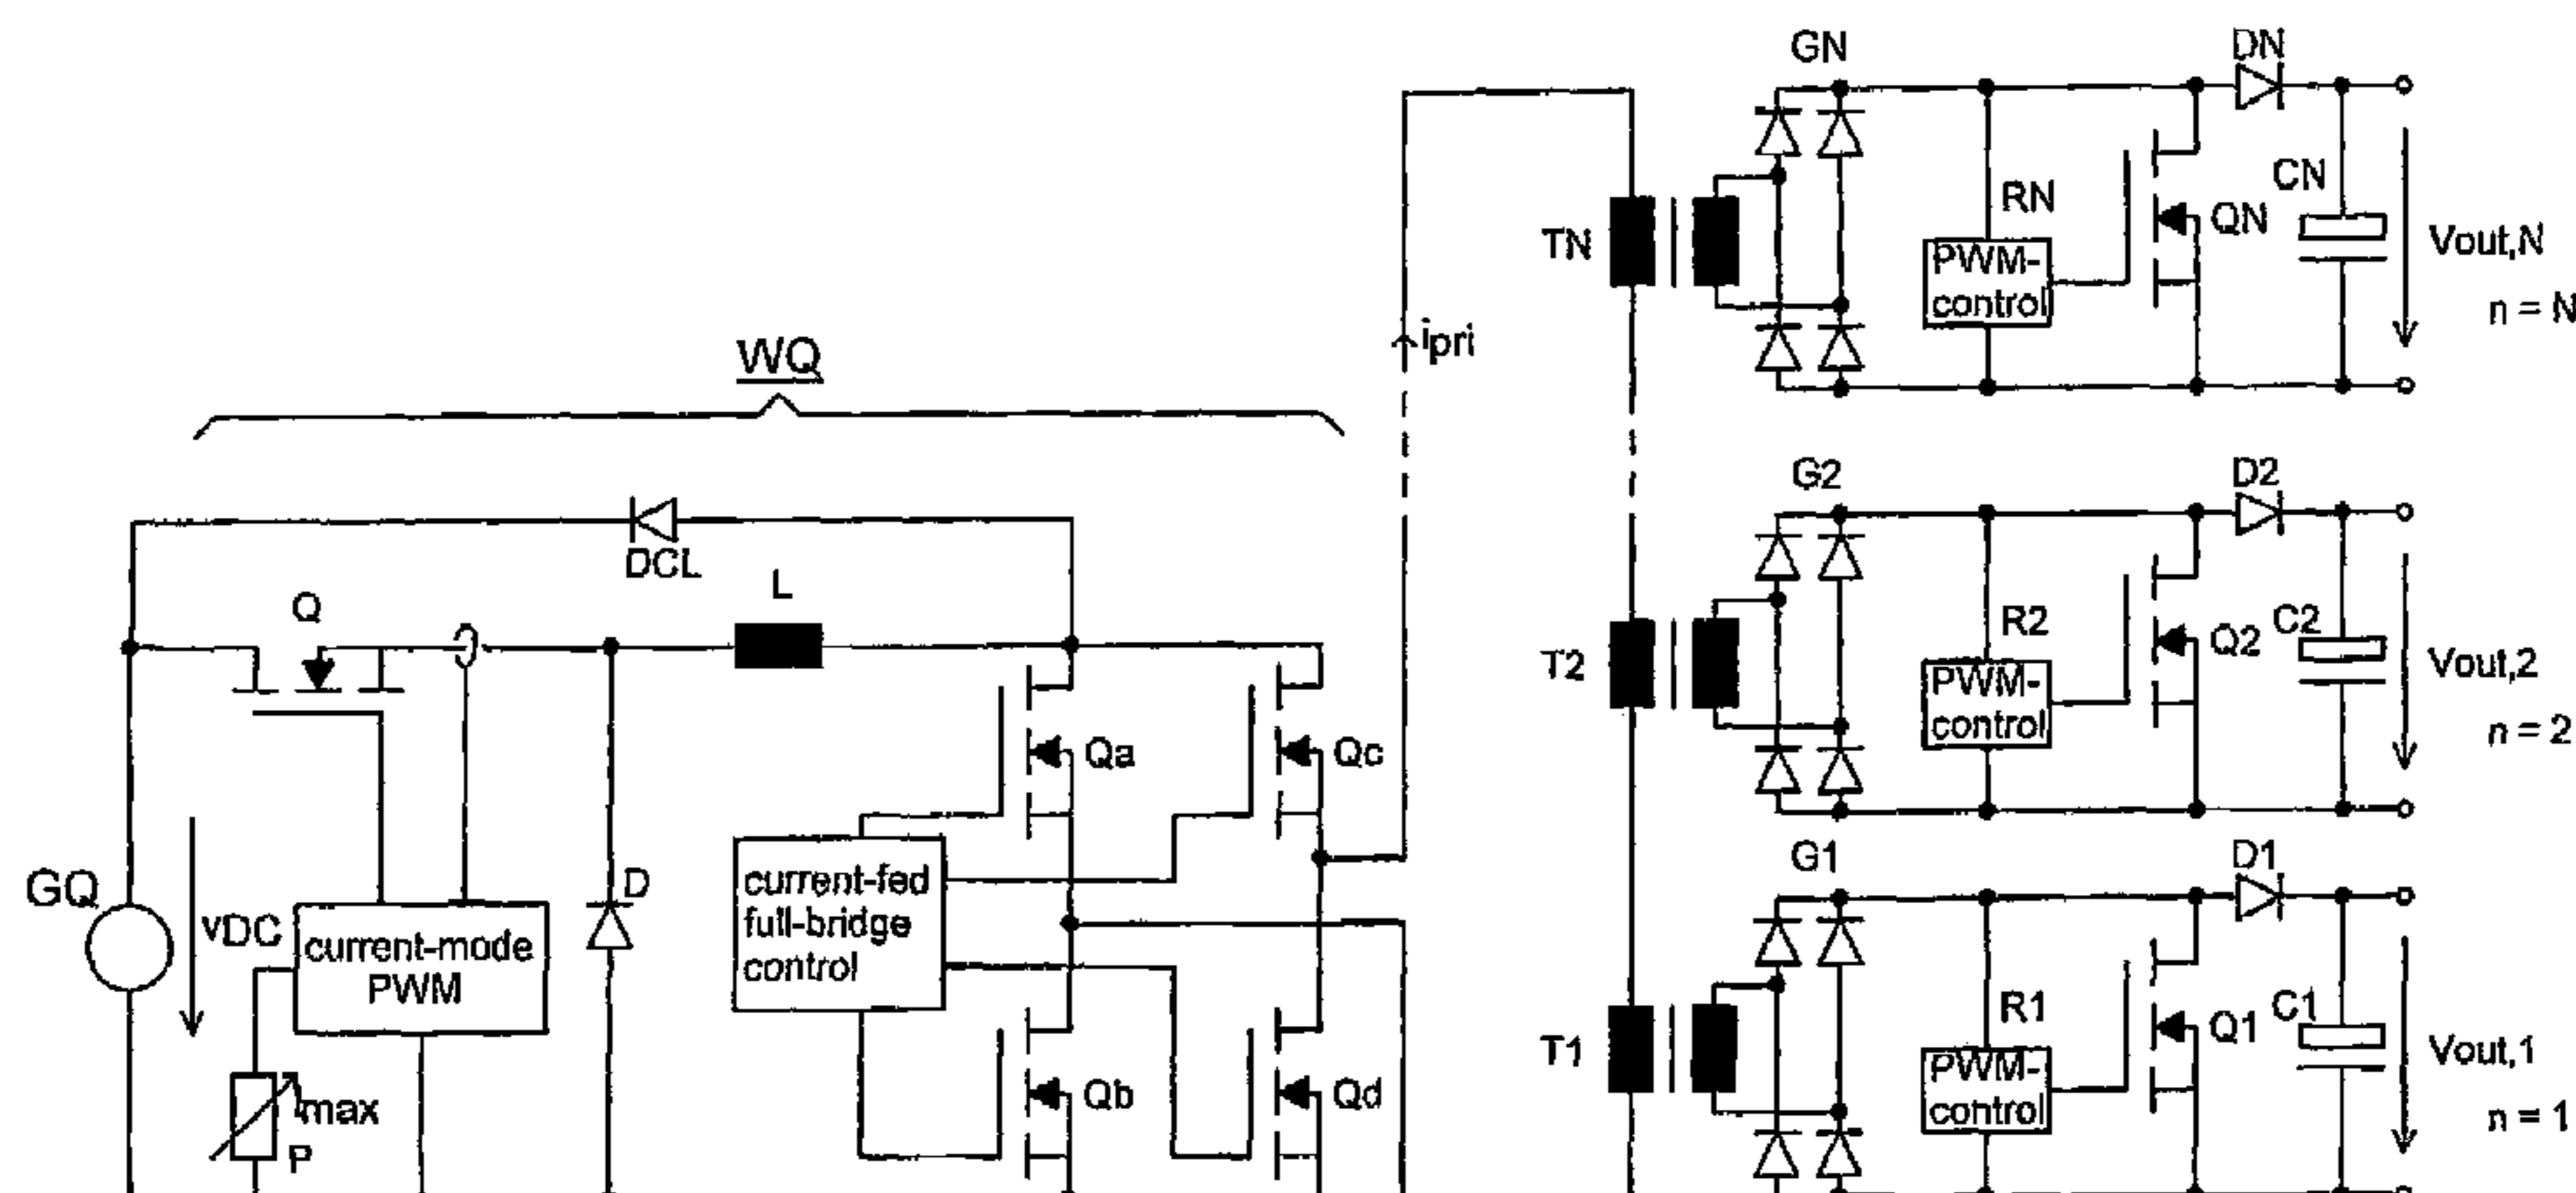 GN
DN
RN
CN
TN
PWM-
control
QN
Vout,N
n = N
ipri
WQ
G2
D2
DCL
L
Q
T2
R2
C2
PWM-
control
Q2
Vout,2
n = 2
Qa
Qc
G1
D1
GQ
vDC
current-mode
PWM
D
current-fed
full-bridge
control
T1
R1
C1
PWM-
control
Q1
Vout,1
n = 1
max
P
Qb
Qd